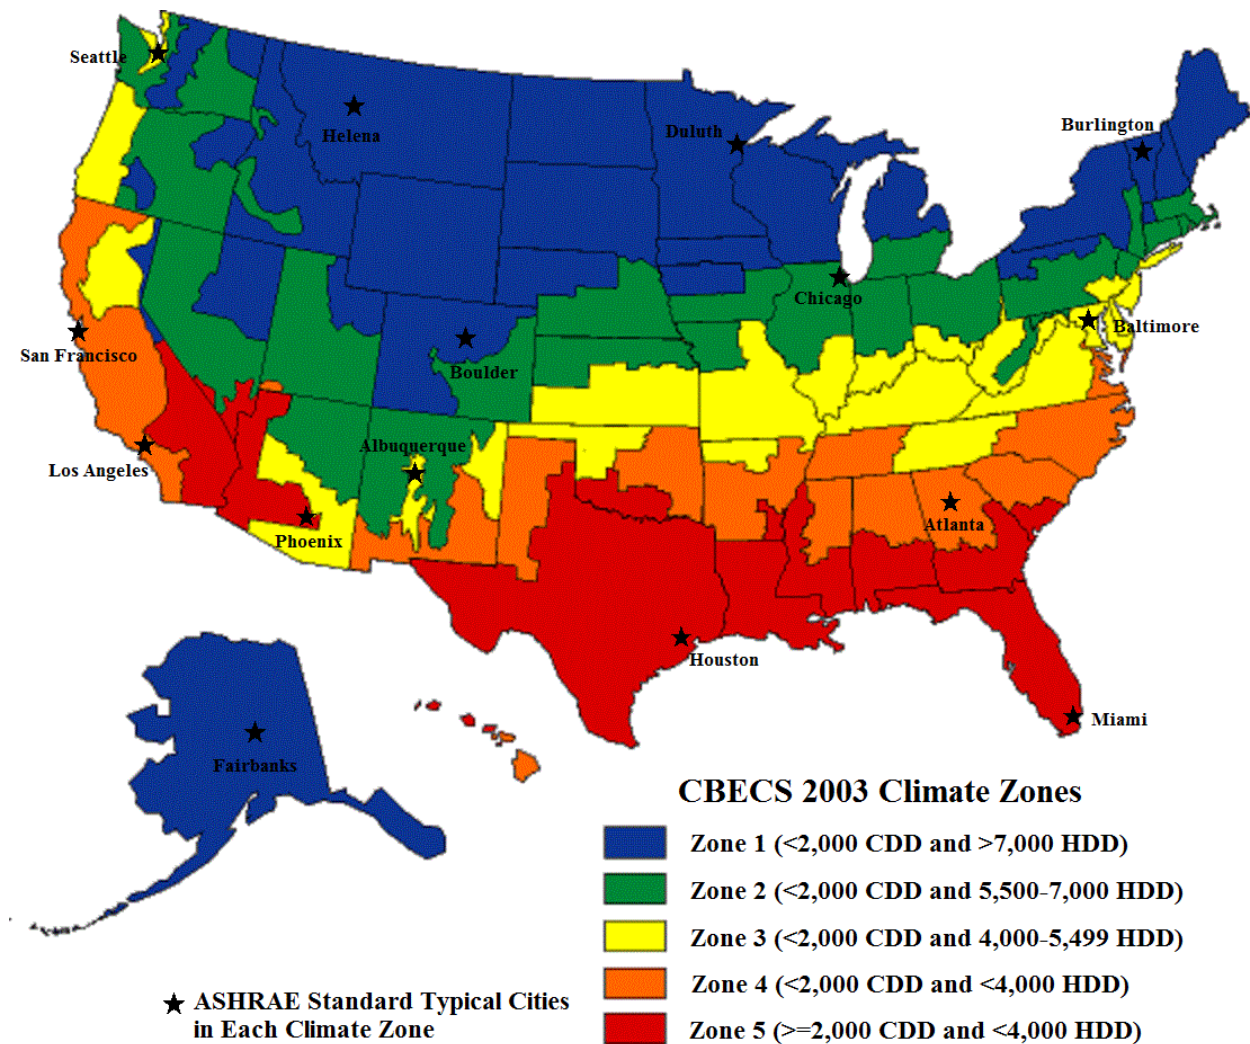 Seattle
Helena
Duluth
Burlington
Chicago
Baltimore
San Francisco
Boulder
Albuquerque
Los Angeles
Phoenix
Atlanta
Houston
Miami
Fairbanks
CBECS 2003 Climate Zones
Zone 1 (<2,000 CDD and >7,000 HDD)
Zone 2 (<2,000 CDD and 5,500-7,000 HDD)
Zone 3 (<2,000 CDD and 4,000-5,499 HDD)
Zone 4 (<2,000 CDD and <4,000 HDD)
Zone 5 (>=2,000 CDD and <4,000 HDD)
ASHRAE Standard Typical Cities
in Each Climate Zone